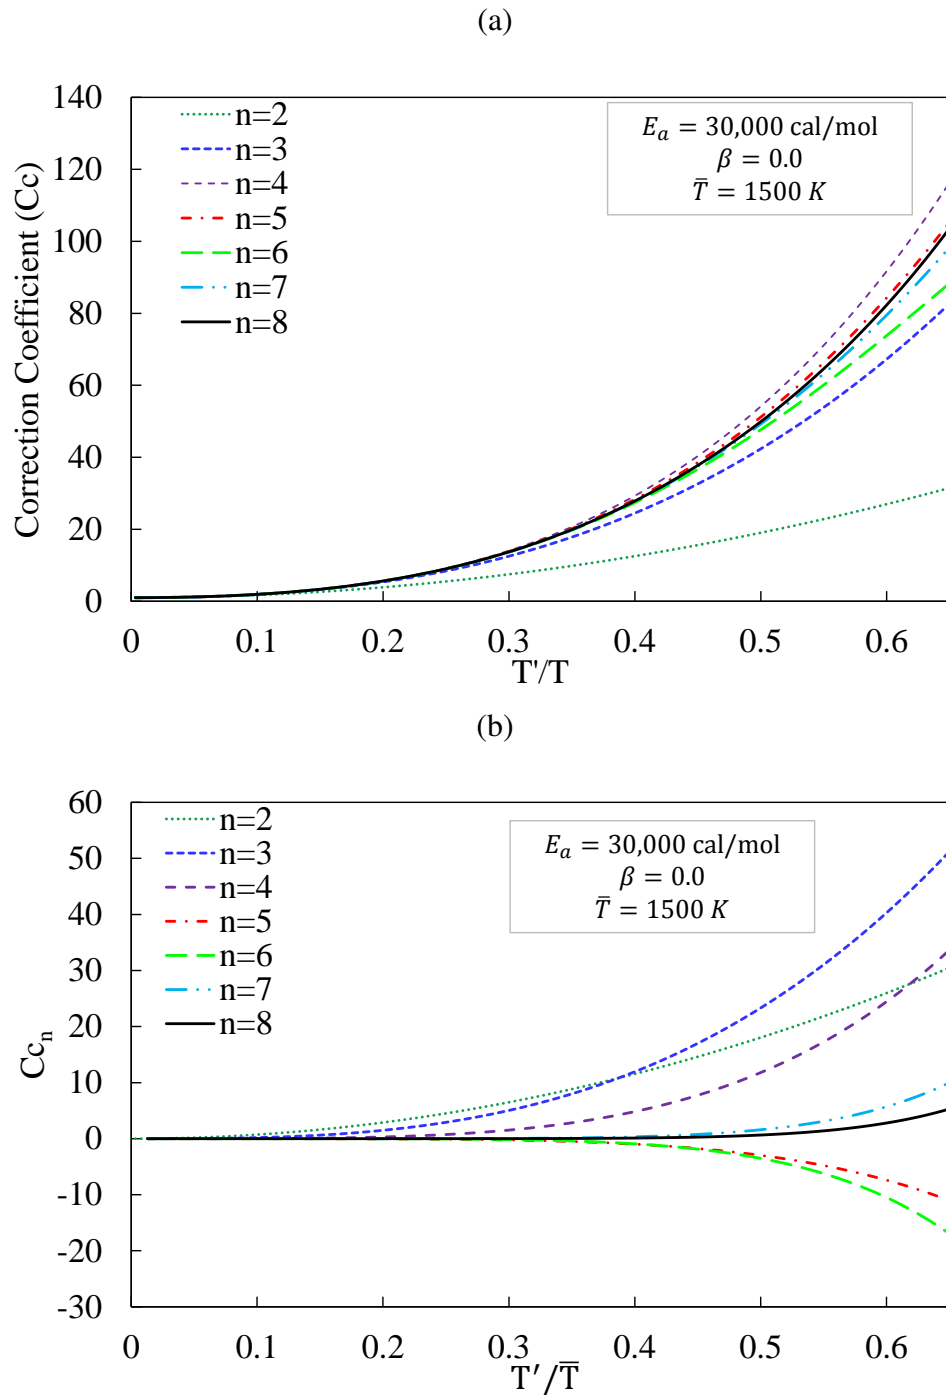 (a)
140
120
100
80
60
40
20
0
Correction Coefficient (Cc)
n=2
n=3
n=4
n=5
n=6
n=7
n=8
E_a = 30,000 cal/mol
β = 0.0
T̅ = 1500 K
0 0.1 0.2 0.3 0.4 0.5 0.6
T'/T
(b)
60
50
40
30
20
10
0
-10
-20
-30
Cc_n
n=2
n=3
n=4
n=5
n=6
n=7
n=8
E_a = 30,000 cal/mol
β = 0.0
T̅ = 1500 K
0 0.1 0.2 0.3 0.4 0.5 0.6
T′/T̅